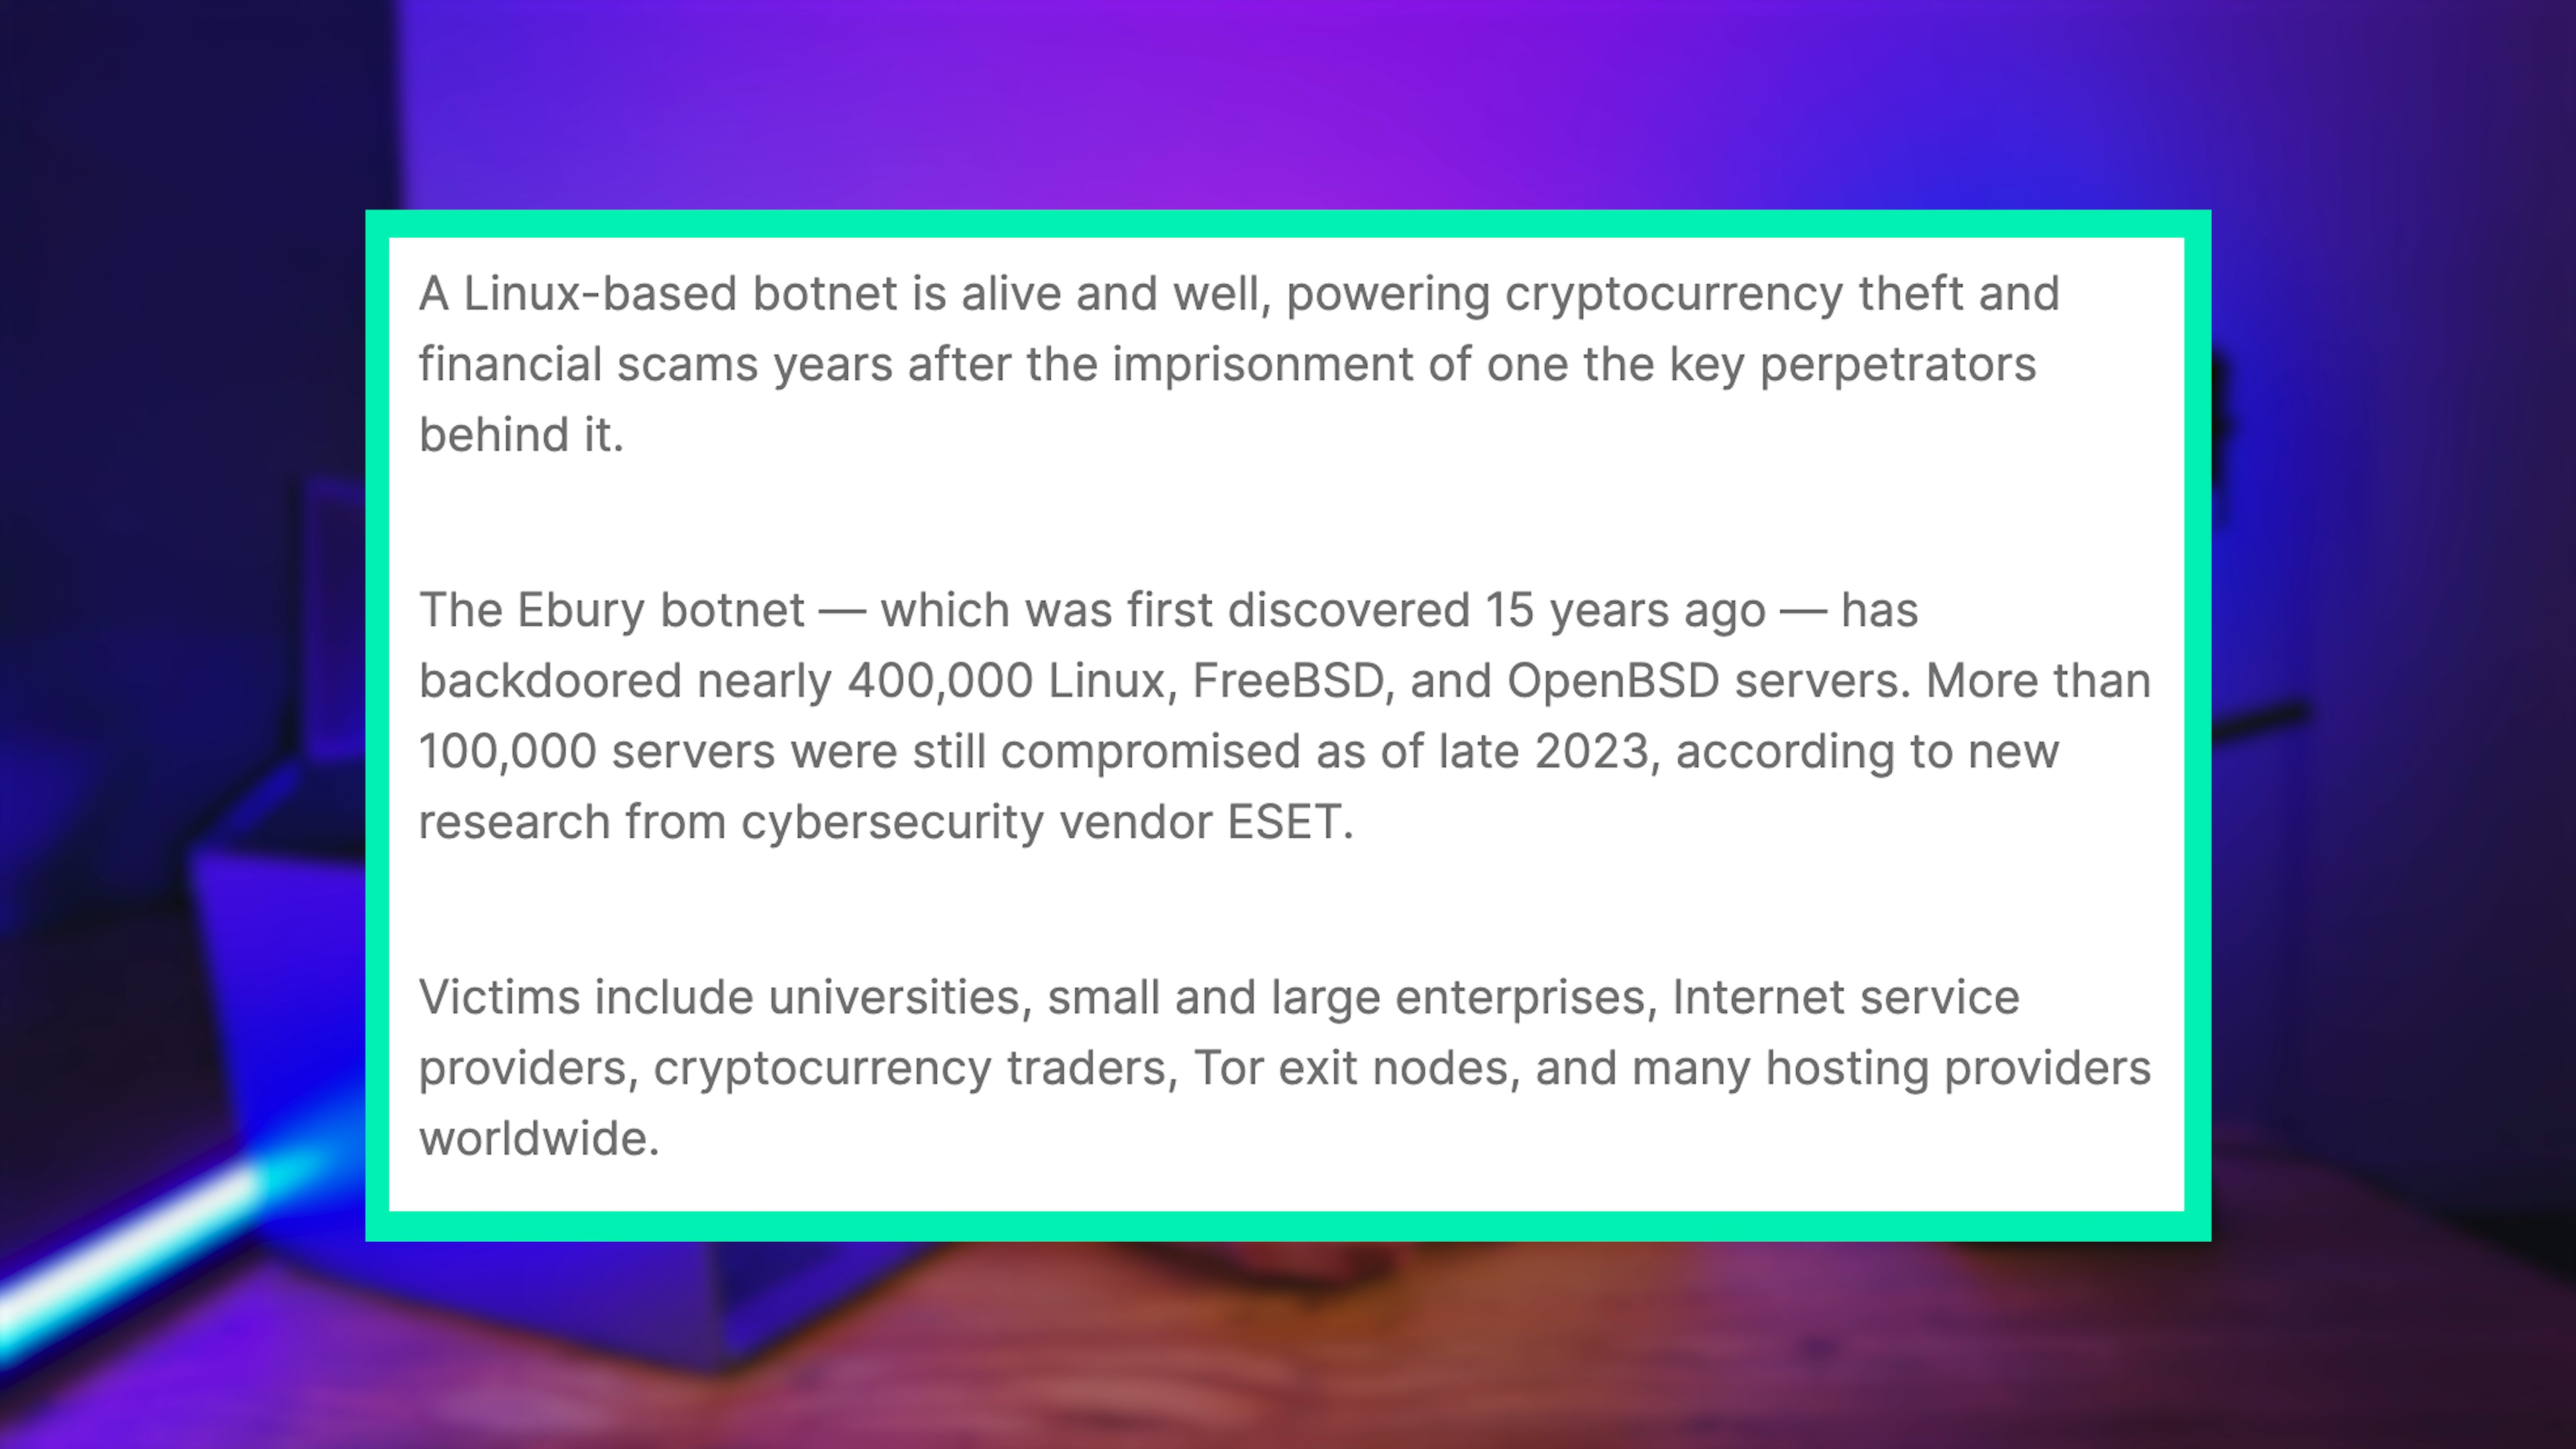 A Linux-based botnet is alive and well, powering cryptocurrency theft and
financial scams years after the imprisonment of one the key perpetrators
behind it.
The Ebury botnet — which was first discovered 15 years ago — has
backdoored nearly 400,000 Linux, FreeBSD, and OpenBSD servers. More than
100,000 servers were still compromised as of late 2023, according to new
research from cybersecurity vendor ESET.
Victims include universities, small and large enterprises, Internet service
providers, cryptocurrency traders, Tor exit nodes, and many hosting providers
worldwide.